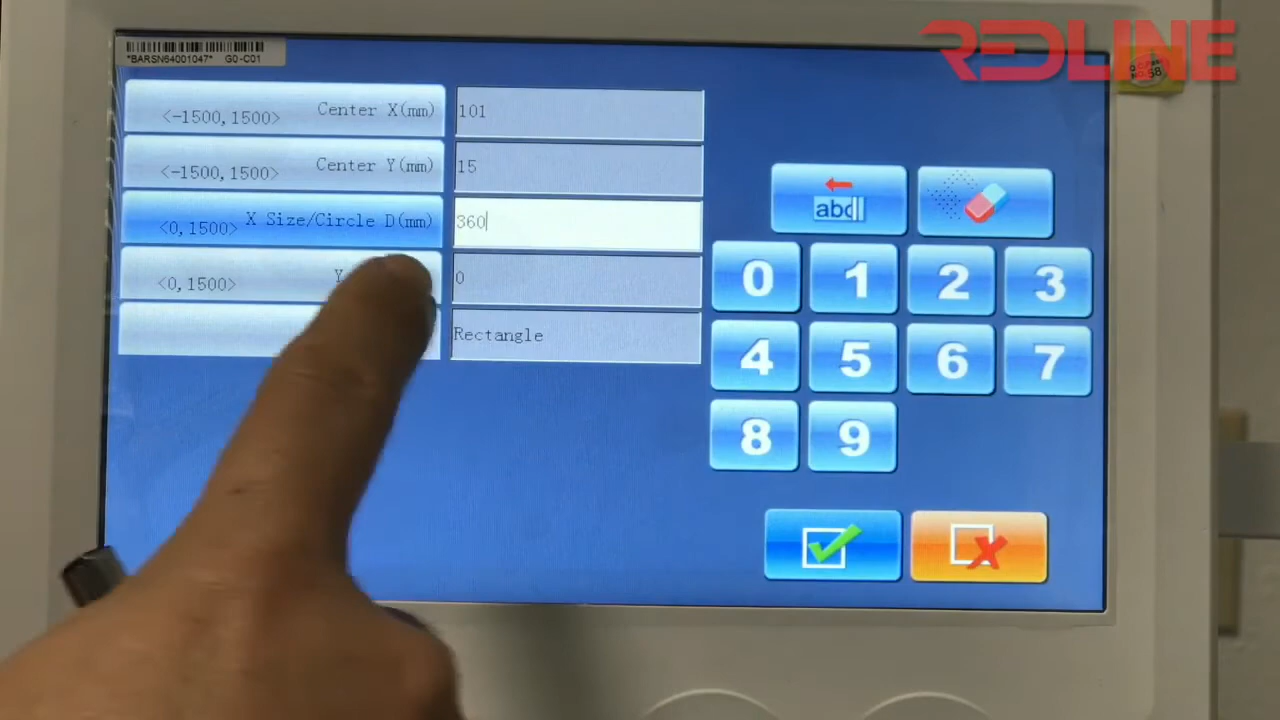 REDLINE
*BARSN64001047* G0-C01
<-1500,1500> Center X(mm) 101
<-1500,1500> Center Y(mm) 15
<0,1500> X Size/Circle D(mm) 360
<0,1500> Y 0
Rectangle
abc
0 1 2 3
4 5 6 7
8 9